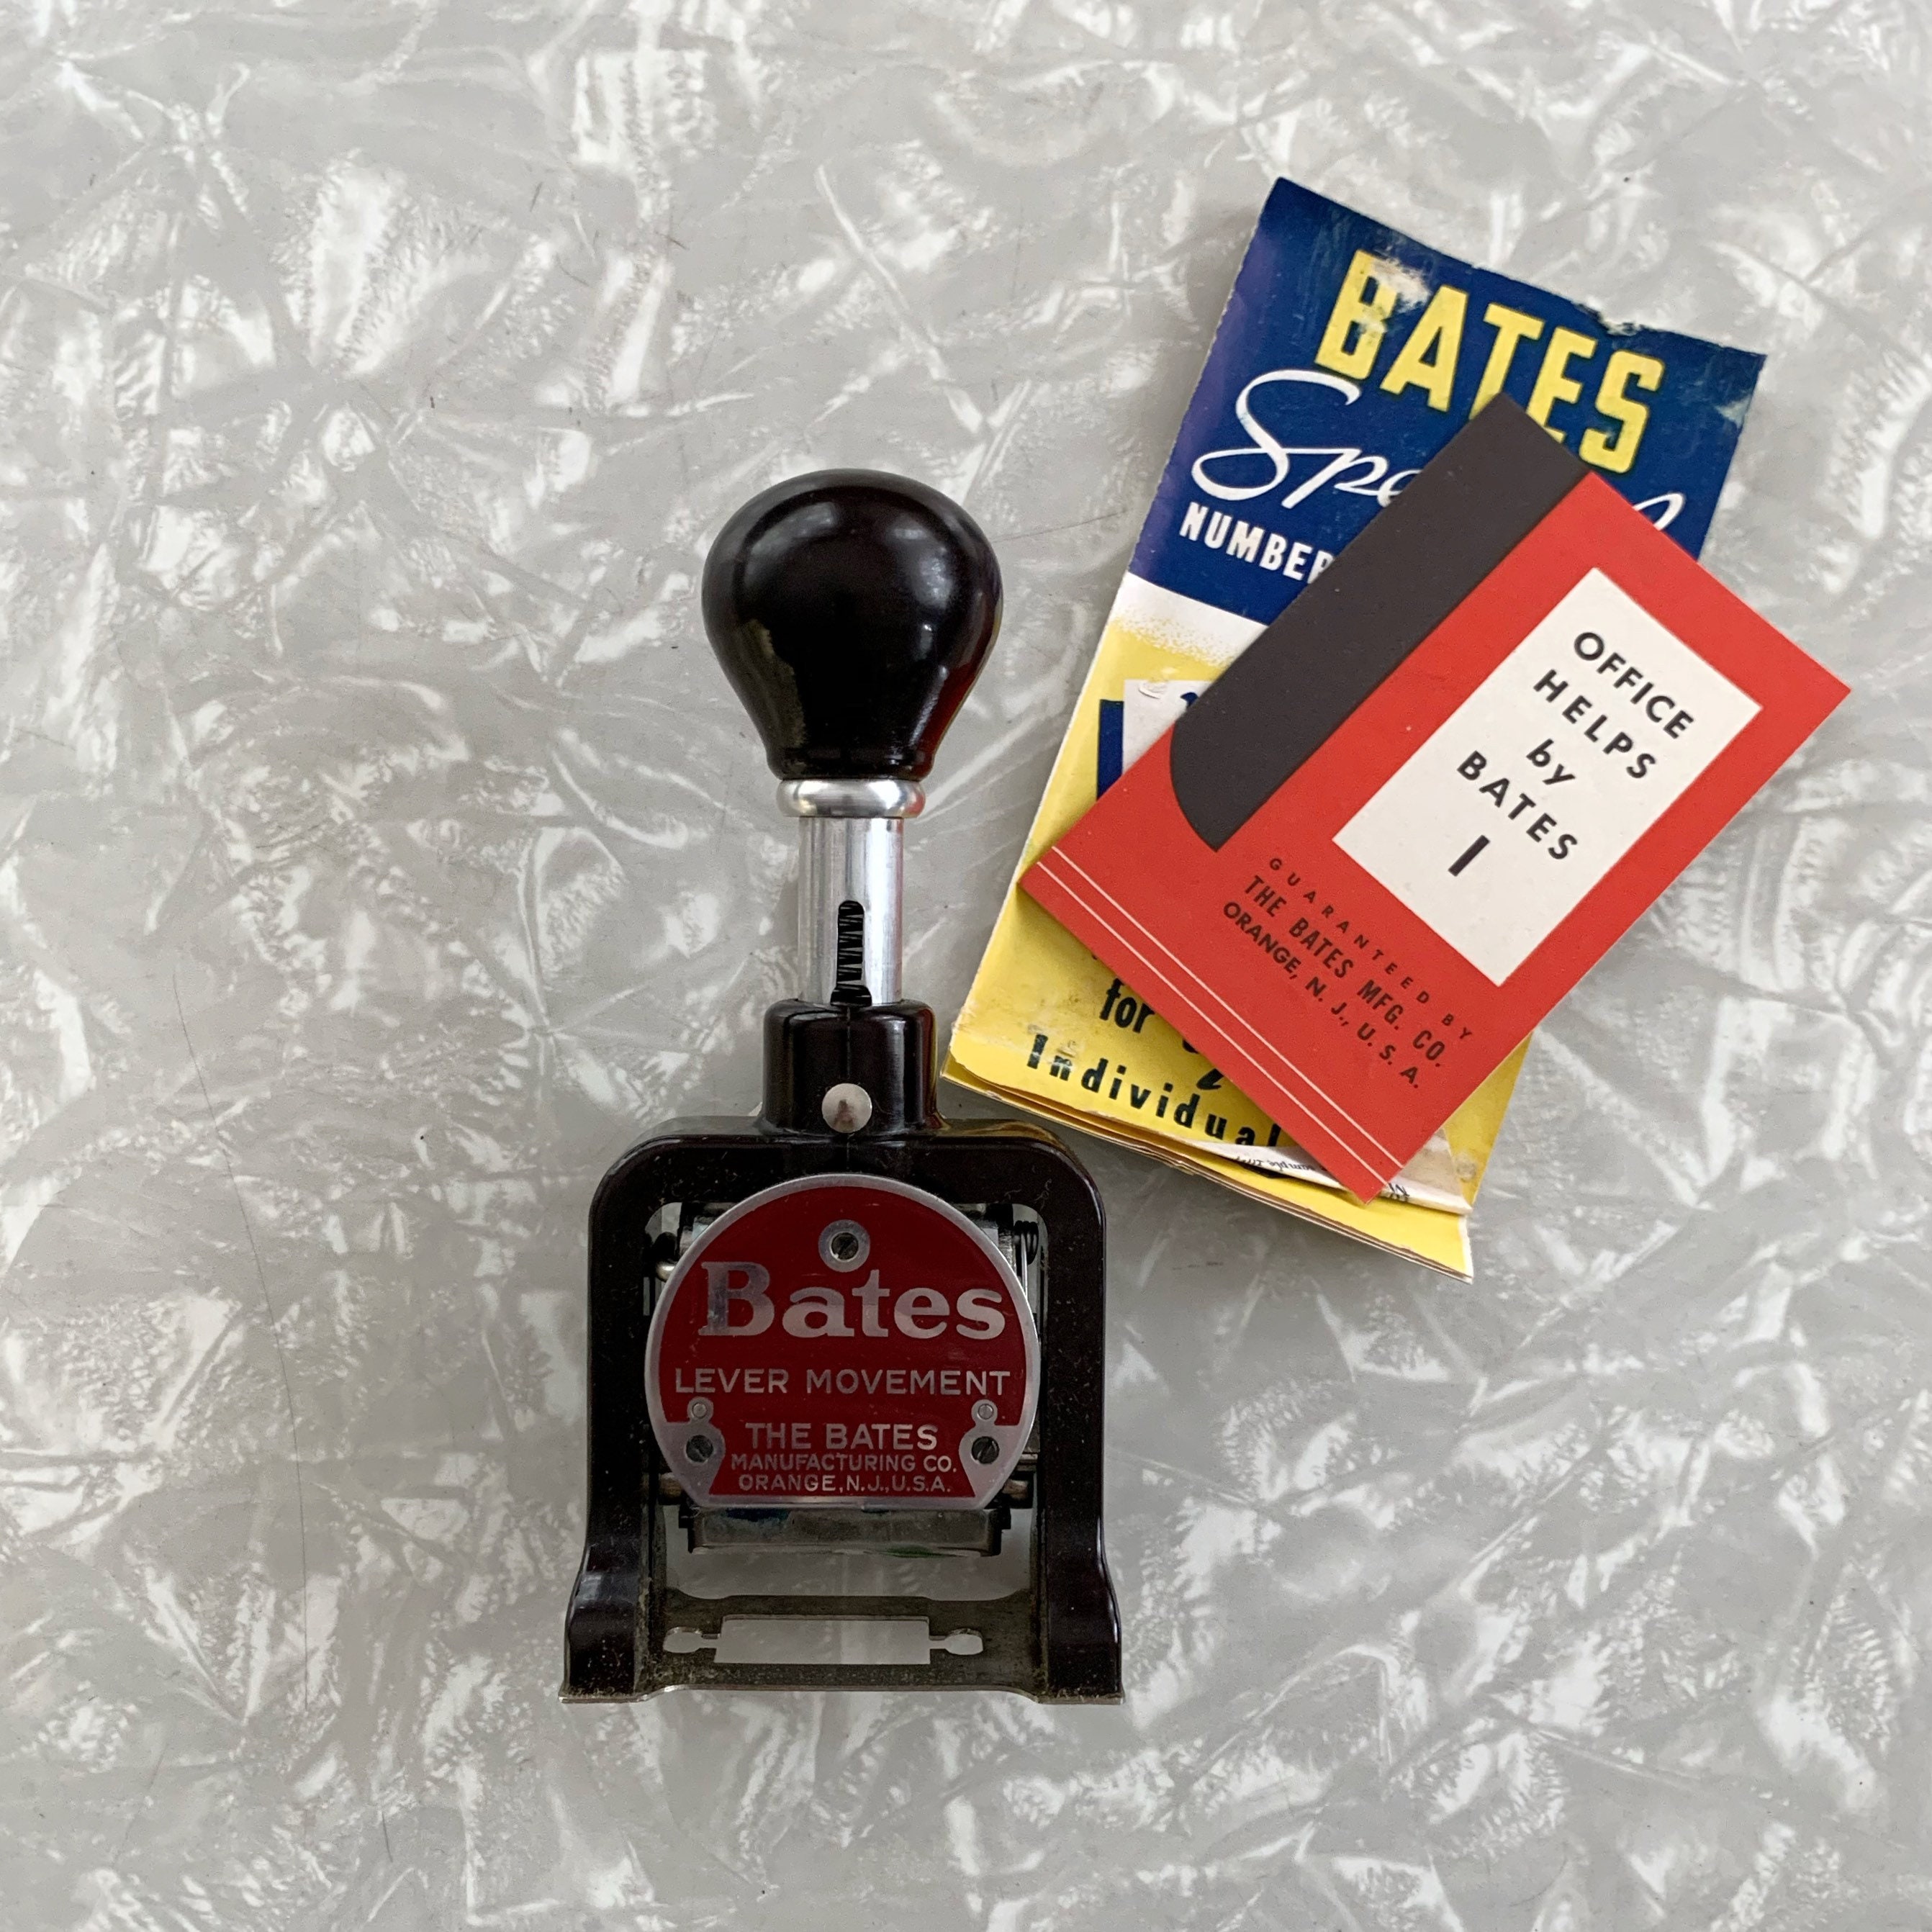 BATES
NUMBER
for
Individual
OFFICE
HELPS
by
BATES
1
GUARANTEED BY
THE BATES MFG. CO.
ORANGE, N. J., U. S. A.
Bates
LEVER MOVEMENT
THE BATES
MANUFACTURING CO.
ORANGE, N.J., U.S.A.